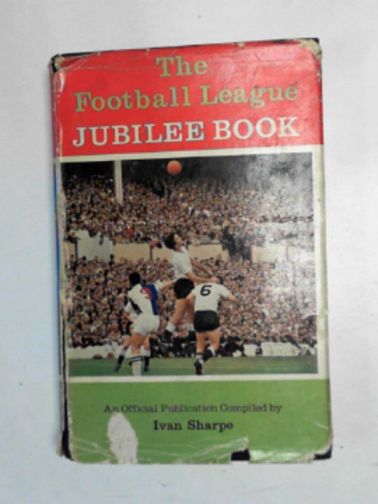 The
Football League
JUBILEE BOOK
6
An Official Publication Compiled by
Ivan Sharpe